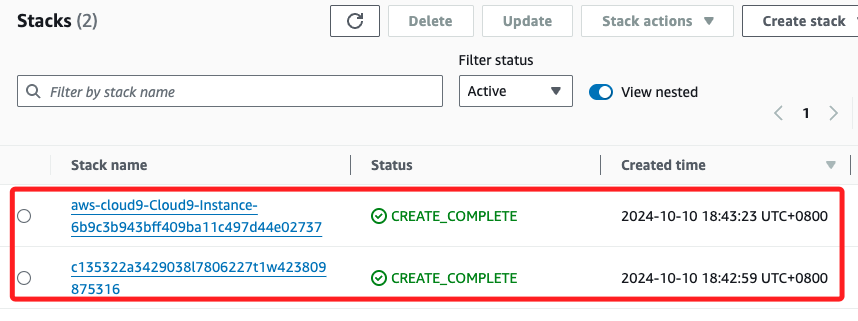 Stacks (2)
Delete
Update
Stack actions
Create stack
Filter status
Filter by stack name
Active
View nested
1
Stack name
Status
Created time
aws-cloud9-Cloud9-Instance-
6b9c3b943bff409ba11c497d44e02737
CREATE_COMPLETE
2024-10-10 18:43:23 UTC+0800
c135322a3429038l7806227t1w423809
875316
CREATE_COMPLETE
2024-10-10 18:42:59 UTC+0800